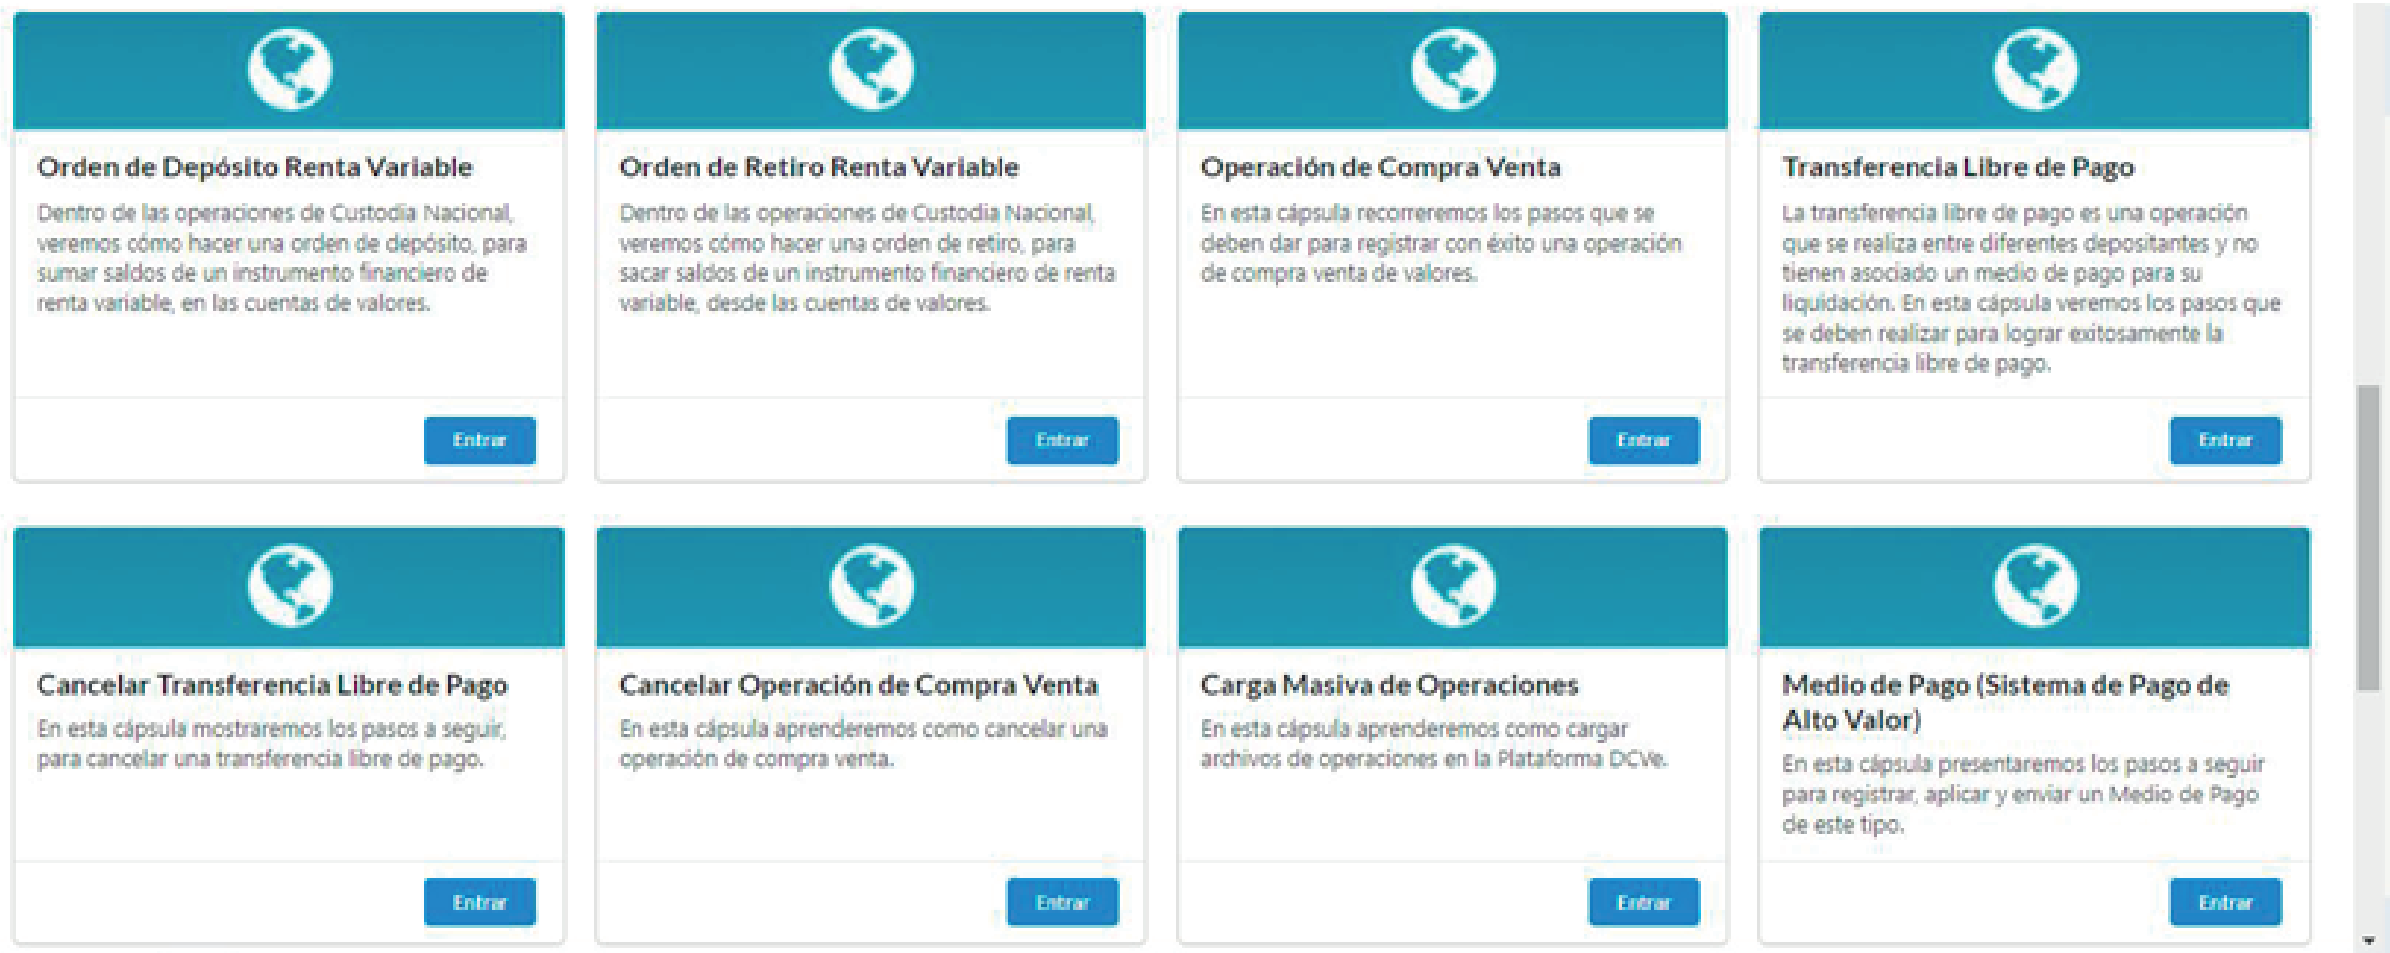 Orden de Depósito Renta Variable
Dentro de las operaciones de Custodia Nacional,
veremos cómo hacer una orden de depósito, para
sumar saldos de un instrumento financiero de
renta variable, en las cuentas de valores.
Entrar
Orden de Retiro Renta Variable
Dentro de las operaciones de Custodia Nacional,
veremos cómo hacer una orden de retiro, para
sacar saldos de un instrumento financiero de renta
variable, desde las cuentas de valores.
Entrar
Operación de Compra Venta
En esta cápsula recorreremos los pasos que se
deben dar para registrar con éxito una operación
de compra venta de valores.
Entrar
Transferencia Libre de Pago
La transferencia libre de pago es una operación
que se realiza entre diferentes depositantes y no
tienen asociado un medio de pago para su
liquidación. En esta cápsula veremos los pasos que
se deben realizar para lograr exitosamente la
transferencia libre de pago.
Entrar
Cancelar Transferencia Libre de Pago
En esta cápsula mostraremos los pasos a seguir,
para cancelar una transferencia libre de pago.
Entrar
Cancelar Operación de Compra Venta
En esta cápsula aprenderemos como cancelar una
operación de compra venta.
Entrar
Carga Masiva de Operaciones
En esta cápsula aprenderemos como cargar
archivos de operaciones en la Plataforma DCVe.
Entrar
Medio de Pago (Sistema de Pago de
Alto Valor)
En esta cápsula presentaremos los pasos a seguir
para registrar, aplicar y enviar un Medio de Pago
de este tipo.
Entrar